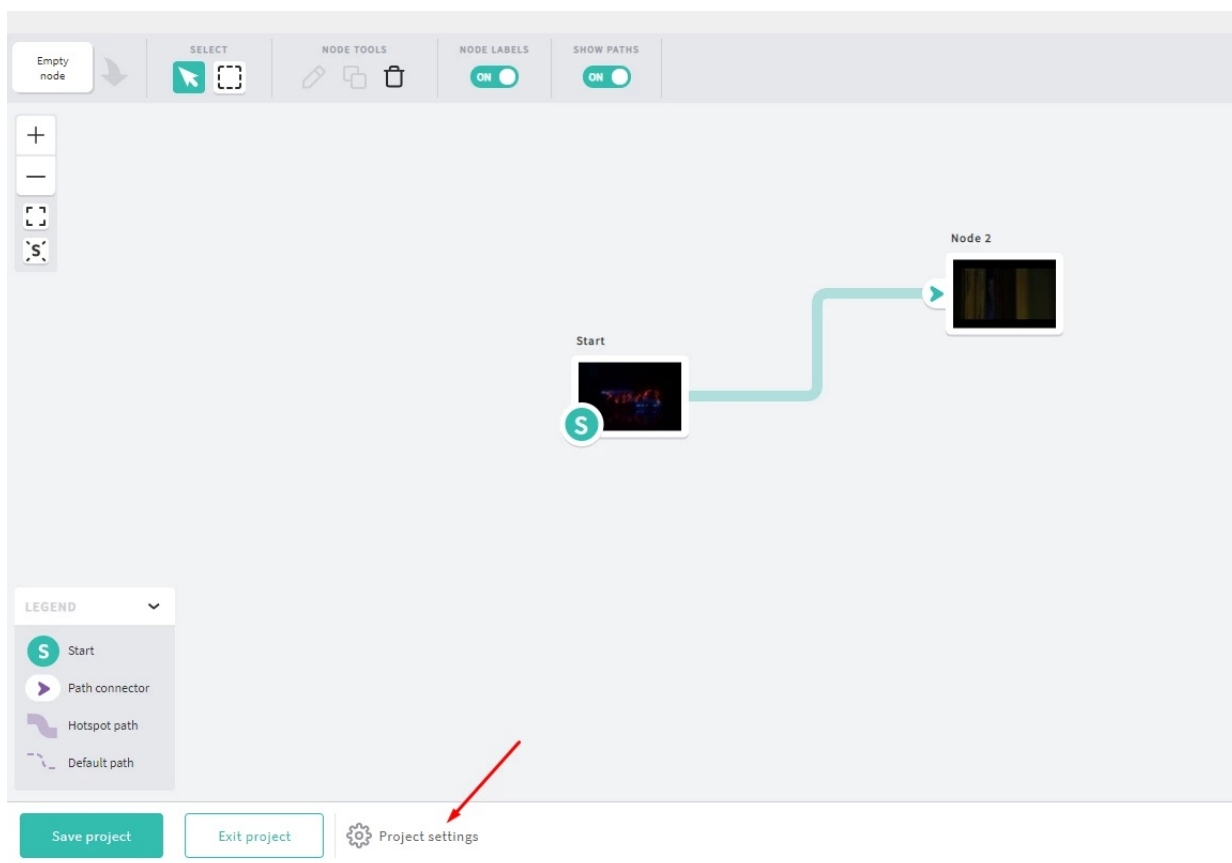 Empty
node
SELECT
NODE TOOLS
NODE LABELS
SHOW PATHS
ON
ON
S
Node 2
Start
S
LEGEND
S Start
Path connector
Hotspot path
Default path
Save project
Exit project
Project settings